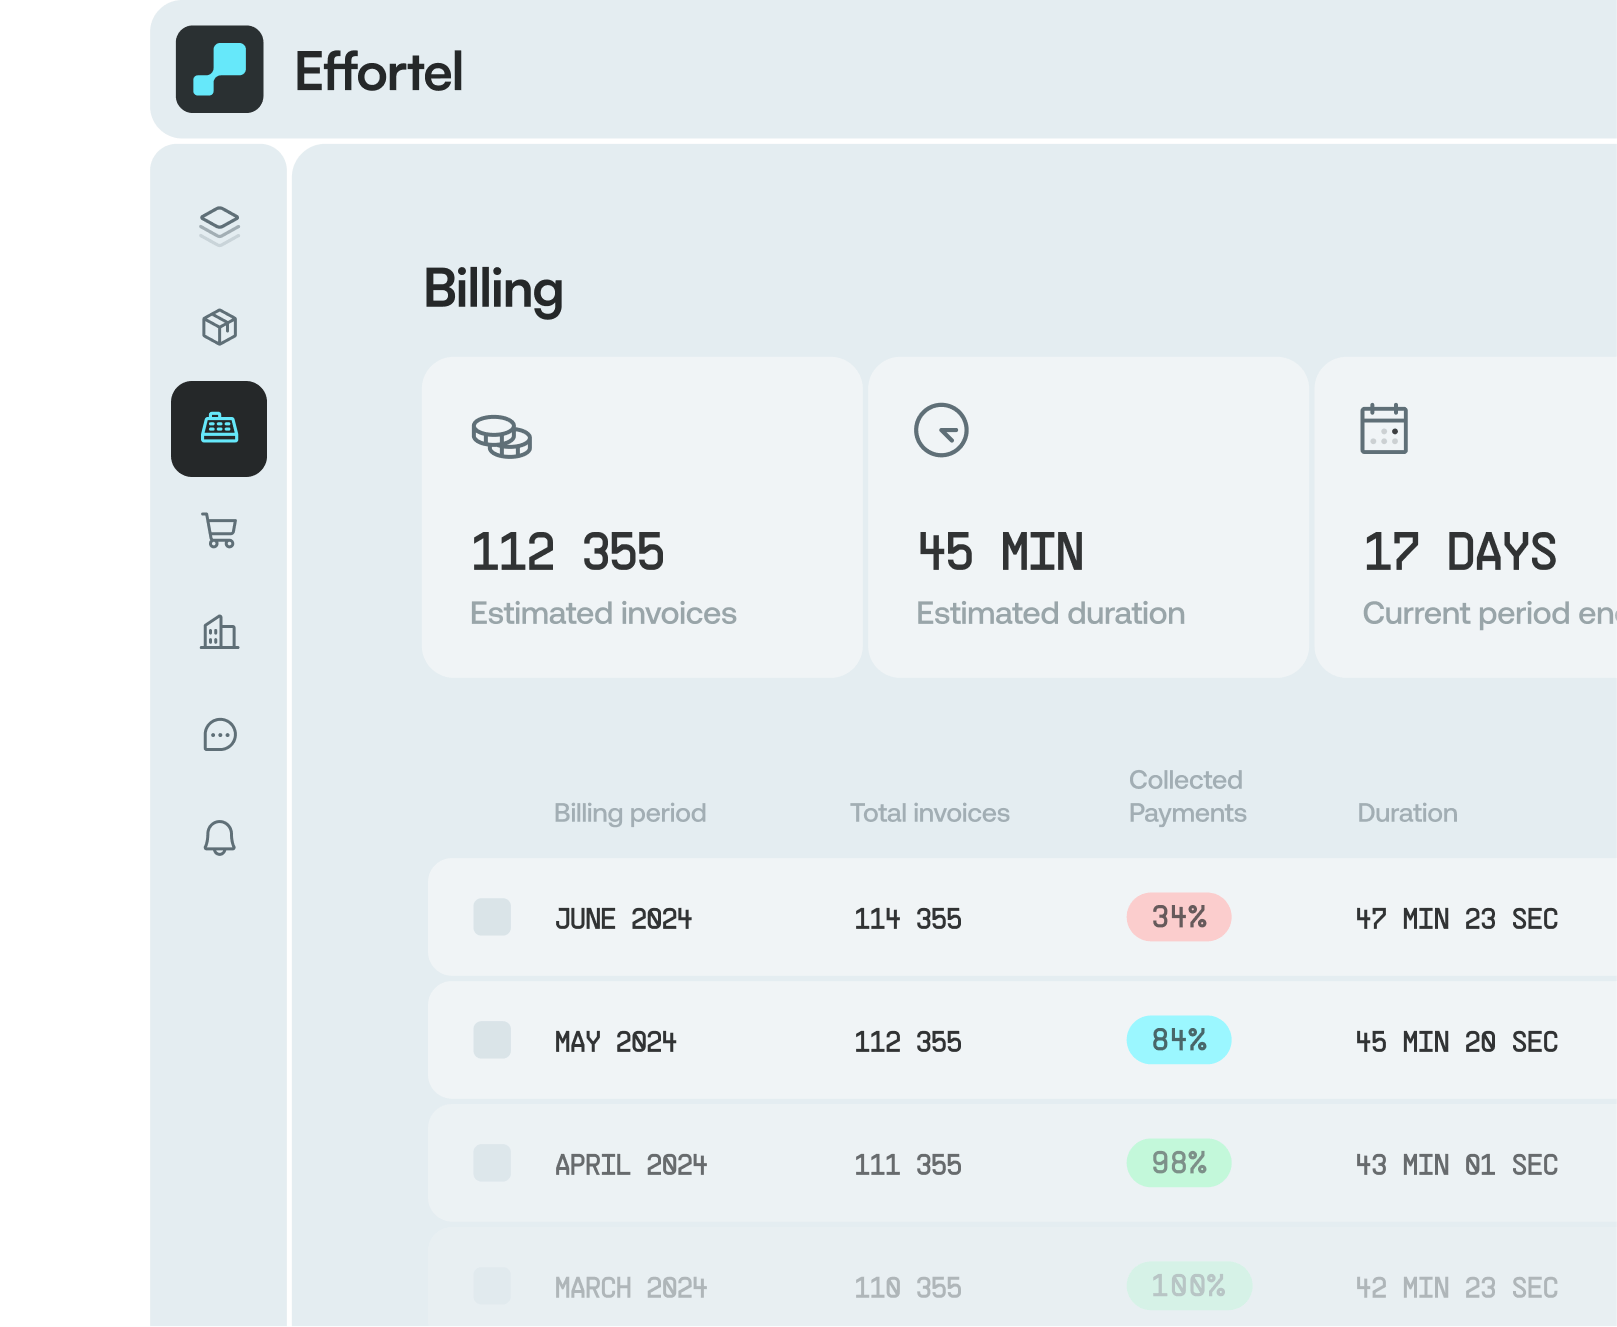 Effortel
Billing
112 355
Estimated invoices
45 MIN
Estimated duration
17 DAYS
Current period
Billing period
Total invoices
Collected
Payments
Duration
JUNE 2024 114 355 34% 47 MIN 23 SEC
MAY 2024 112 355 84% 45 MIN 20 SEC
APRIL 2024 111 355 98% 43 MIN 01 SEC
MARCH 2024 110 355 100% 42 MIN 23 SEC